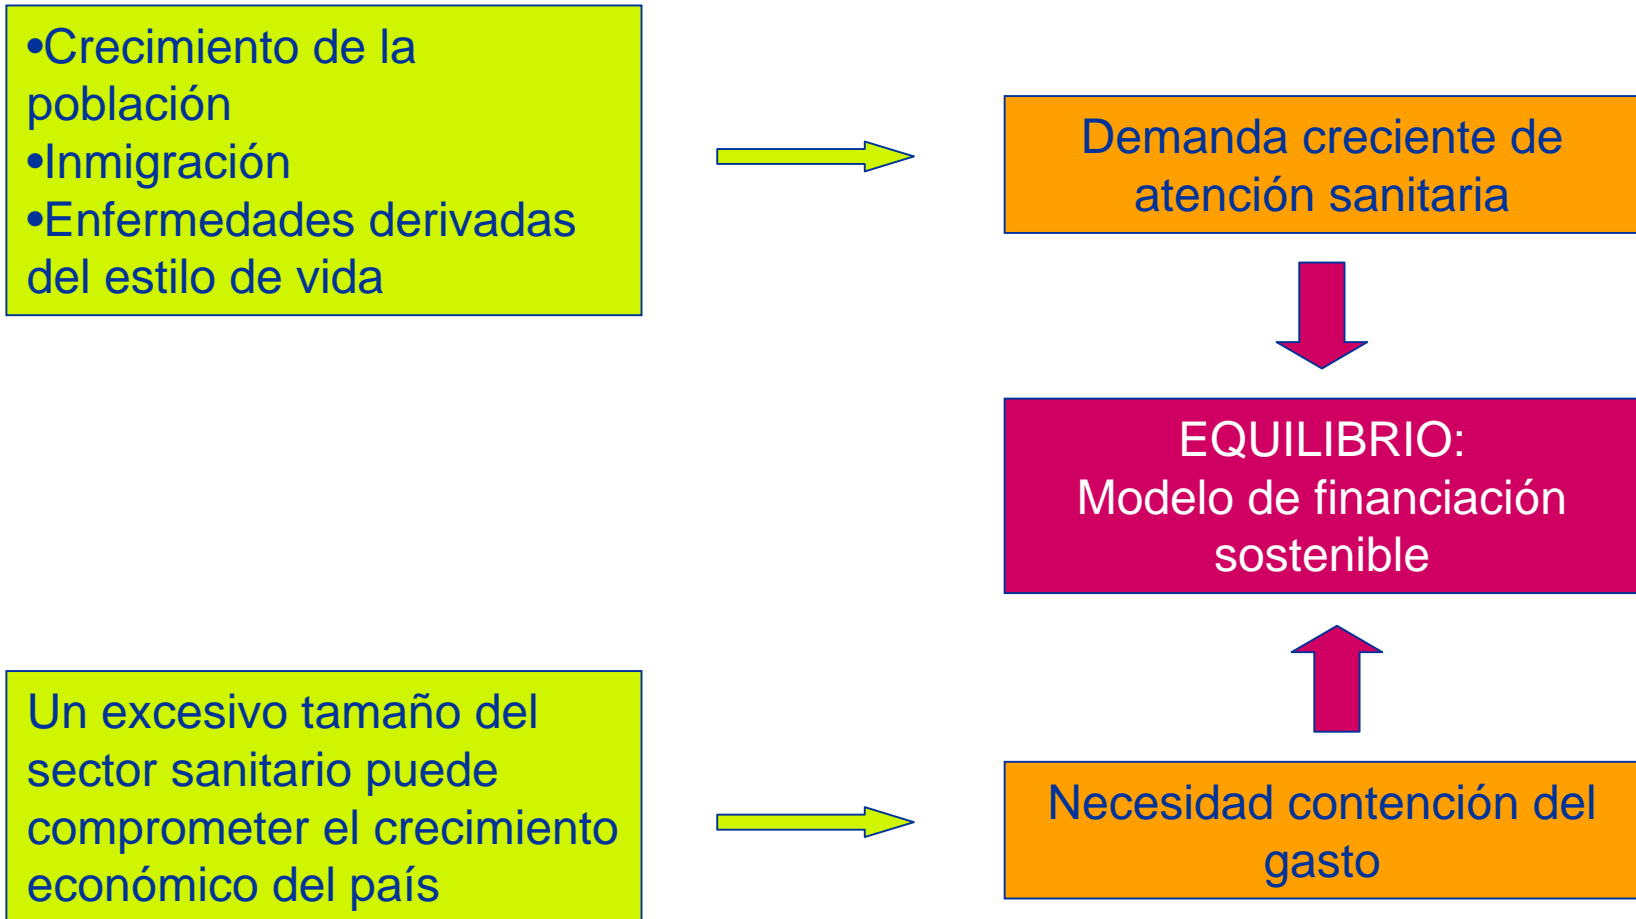 •Crecimiento de la
población
•Inmigración
•Enfermedades derivadas
del estilo de vida
Demanda creciente de
atención sanitaria
EQUILIBRIO:
Modelo de financiación
sostenible
Un excesivo tamaño del
sector sanitario puede
comprometer el crecimiento
económico del país
Necesidad contención del
gasto